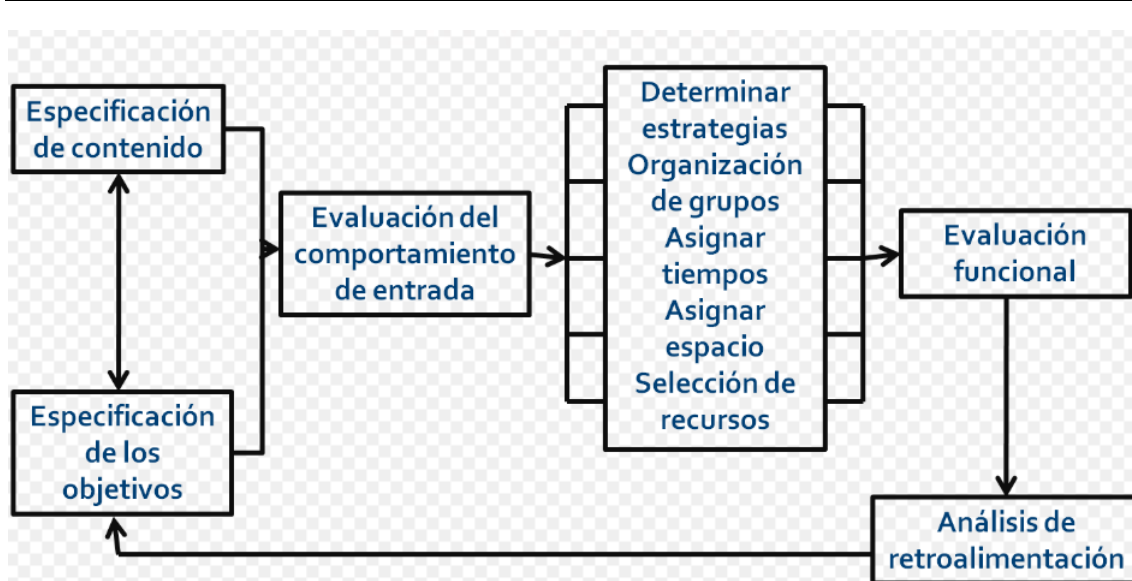 Especificación
de contenido
Especificación
de los
objetivos
Evaluación del
comportamiento
de entrada
Determinar
estrategias
Organización
de grupos
Asignar
tiempos
Asignar
espacio
Selección de
recursos
Evaluación
funcional
Análisis de
retroalimentación